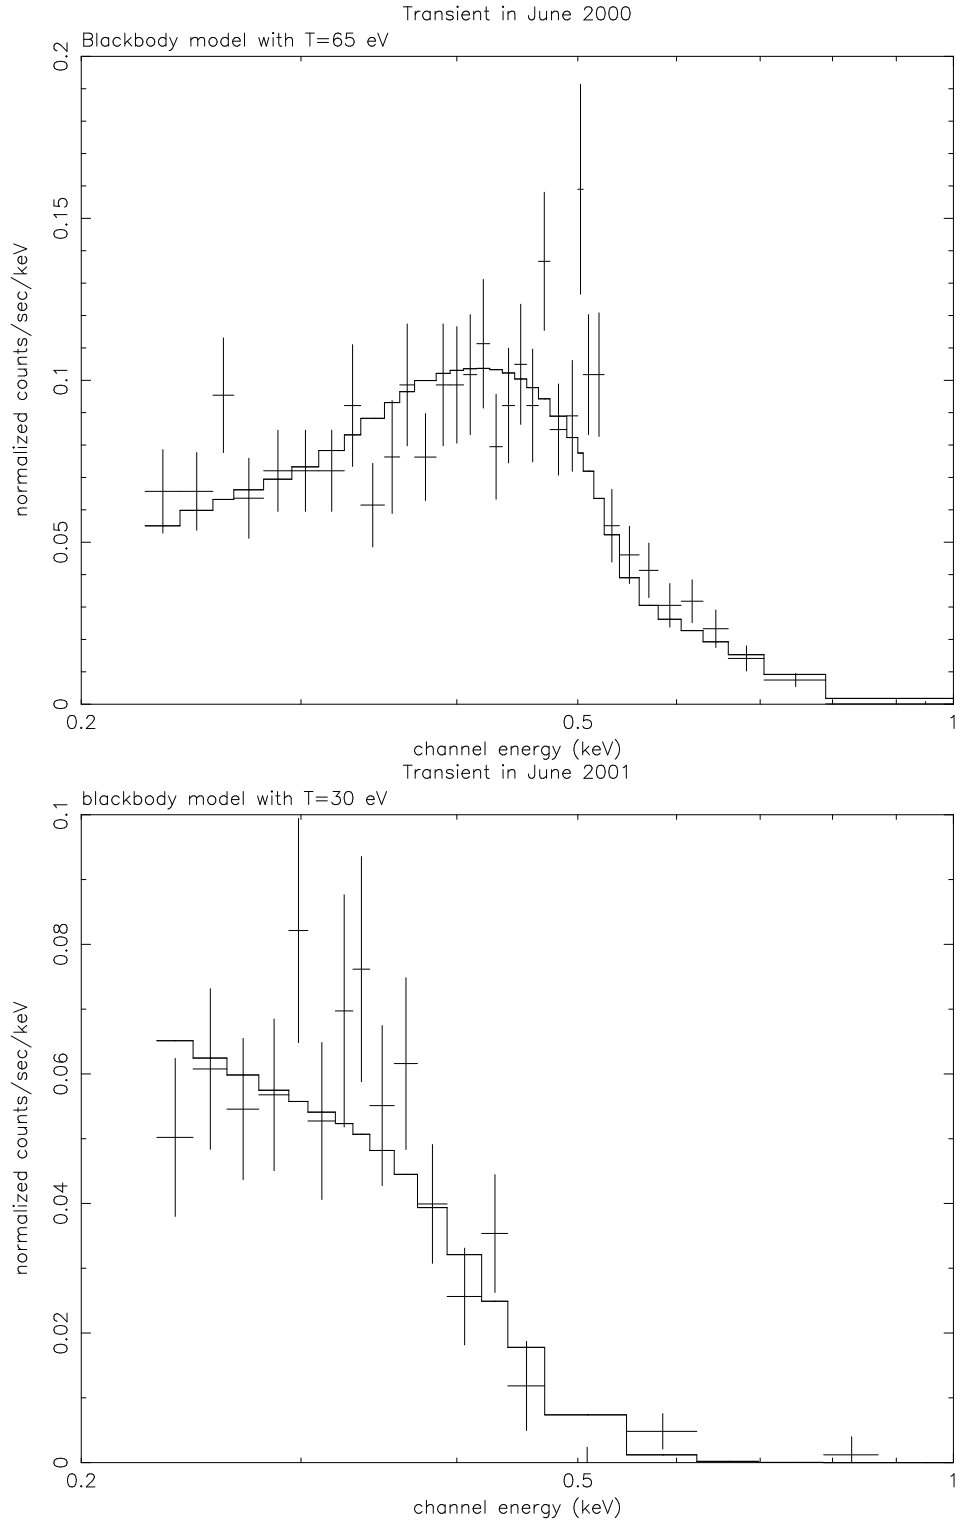 Transient in June 2000
Blackbody model with T=65 eV
0.2
0.15
0.1
0.05
0
normalized counts/sec/keV
0.2 0.5 1
channel energy (keV)
Transient in June 2001
blackbody model with T=30 eV
0.1
0.08
0.06
0.04
0.02
0
normalized counts/sec/keV
0.2 0.5 1
channel energy (keV)